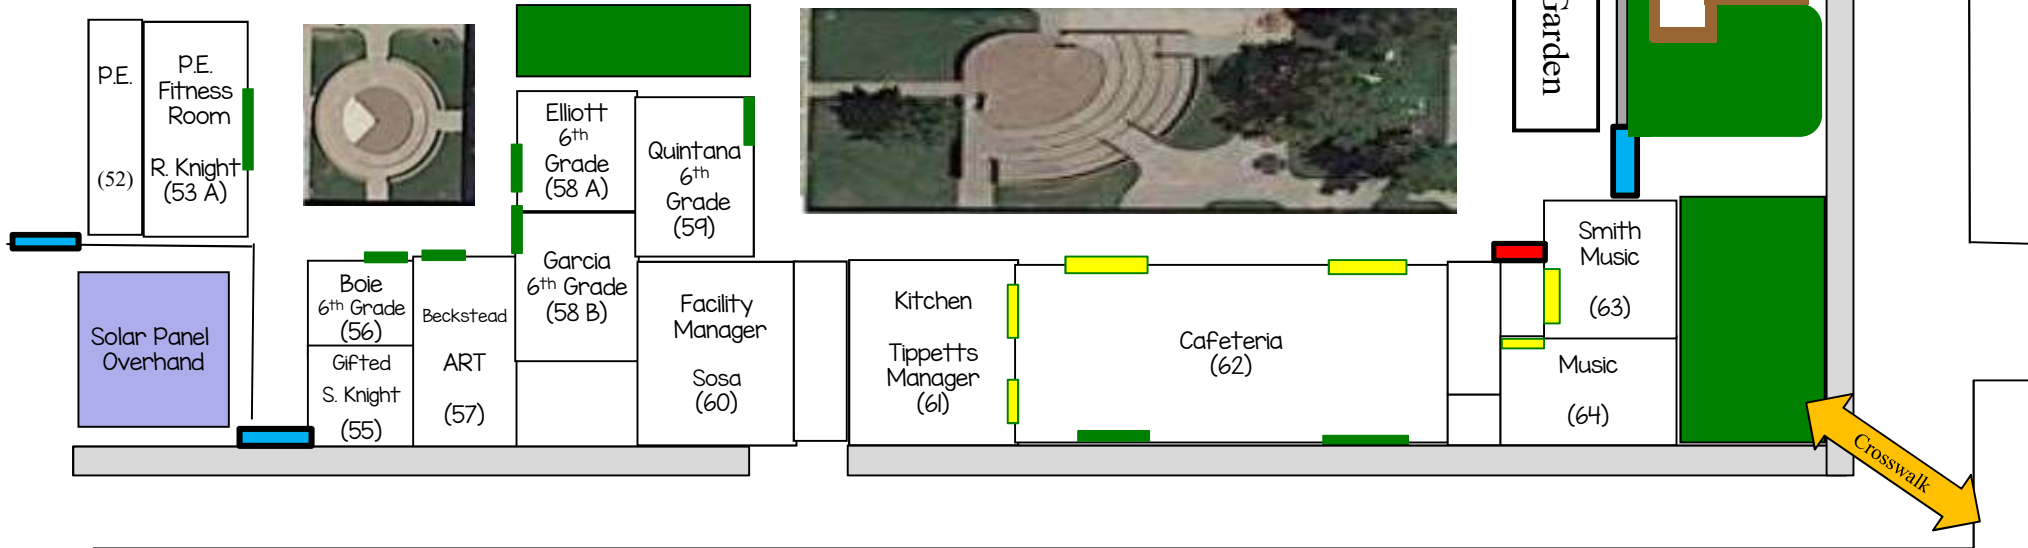 P.E.
(52)
P.E.
Fitness
Room
R. Knight
(53 A)
Solar Panel
Overhand
Boie
6th Grade
(56)
Gifted
S. Knight
(55)
Beckstead
ART
(57)
Elliott
6th
Grade
(58 A)
Garcia
6th Grade
(58 B)
Quintana
6th
Grade
(59)
Facility
Manager
Sosa
(60)
Kitchen
Tippetts
Manager
(61)
Cafeteria
(62)
Garden
Smith
Music
(63)
Music
(64)
Crosswalk